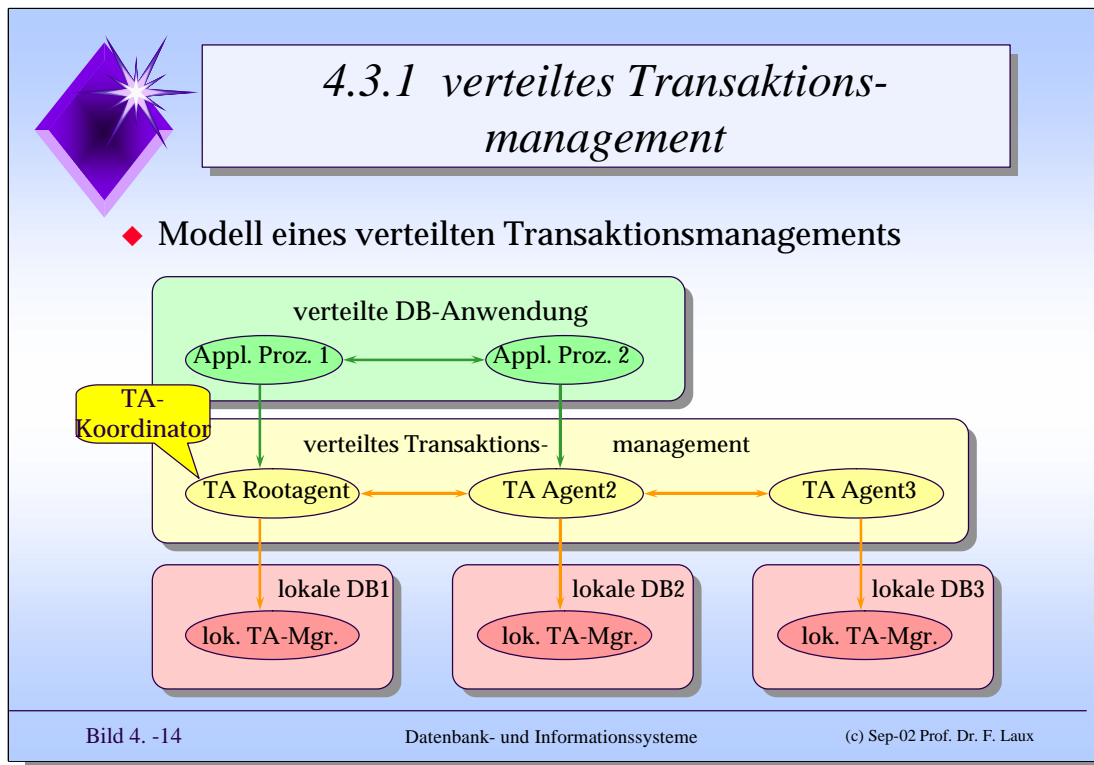 4.3.1 verteiltes Transaktions-
management
Modell eines verteilten Transaktionsmanagements
verteilte DB-Anwendung
Appl. Proz. 1
Appl. Proz. 2
TA-
Koordinator
verteiltes Transaktions- management
TA Rootagent
TA Agent2
TA Agent3
lokale DB1
lokale DB2
lokale DB3
lok. TA-Mgr.
lok. TA-Mgr.
lok. TA-Mgr.
Bild 4. -14
Datenbank- und Informationssysteme
(c) Sep-02 Prof. Dr. F. Laux